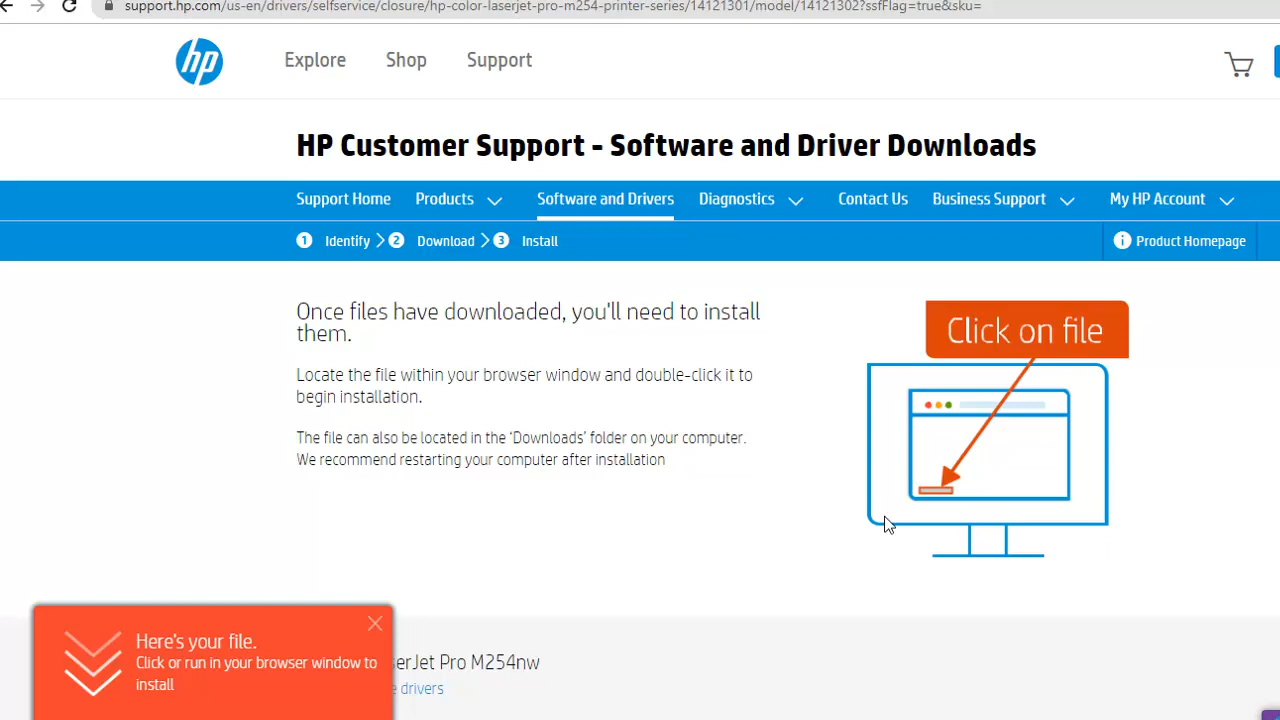 support.hp.com/us-en/drivers/selfservice/closure/hp-color-laserjet-pro-m254-printer-series/14121301/model/14121302?ssfFlag=true&sku=
hp
Explore
Shop
Support
HP Customer Support - Software and Driver Downloads
Support Home
Products
Software and Drivers
Diagnostics
Contact Us
Business Support
My HP Account
1 Identify
2 Download
3 Install
i Product Homepage
Once files have downloaded, you'll need to install
them.
Locate the file within your browser window and double-click it to
begin installation.
The file can also be located in the ‘Downloads’ folder on your computer.
We recommend restarting your computer after installation
Click on file
Here's your file.
Click or run in your browser window to
install
serJet Pro M254nw
drivers